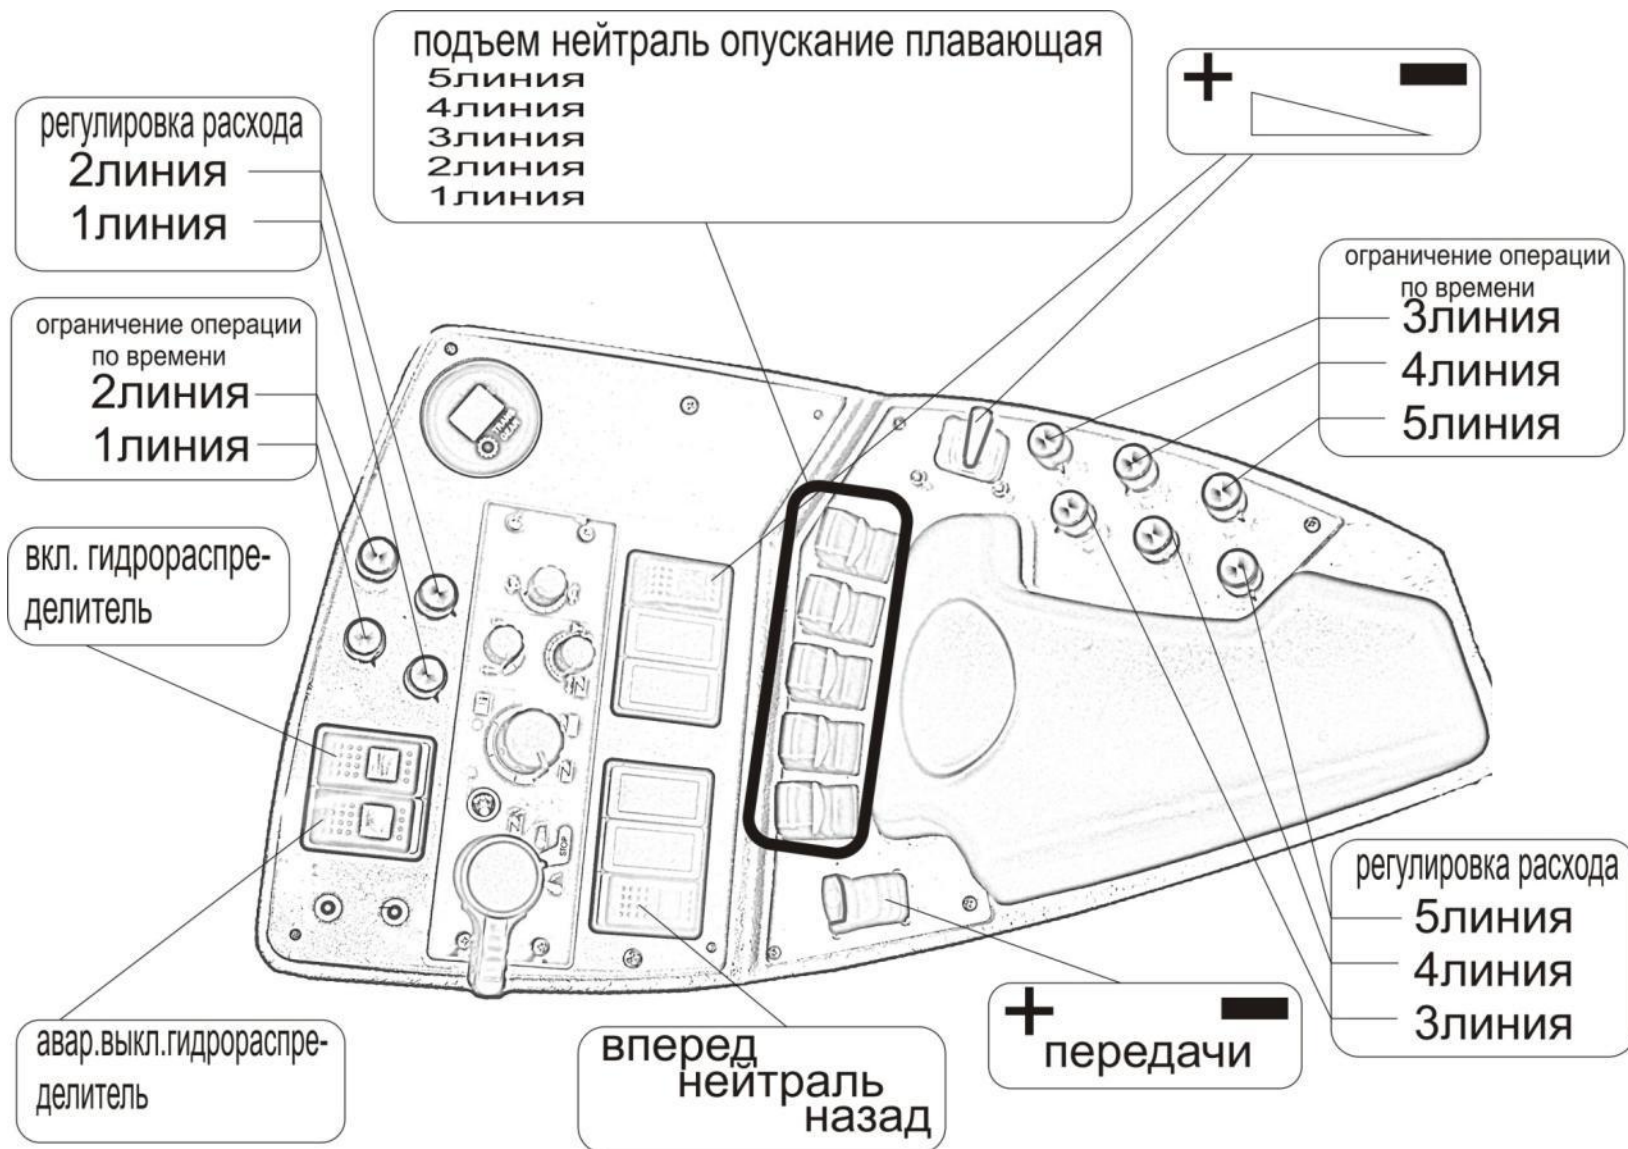 подъем нейтраль опускание плавающая
5линия
4линия
3линия
2линия
1линия
+ −
регулировка расхода
2линия
1линия
ограничение операции
по времени
3линия
4линия
5линия
ограничение операции
по времени
2линия
1линия
вкл. гидрораспре-
делитель
STOP
регулировка расхода
5линия
4линия
3линия
+ −
передачи
авар.выкл.гидрораспре-
делитель
вперед
нейтраль
назад